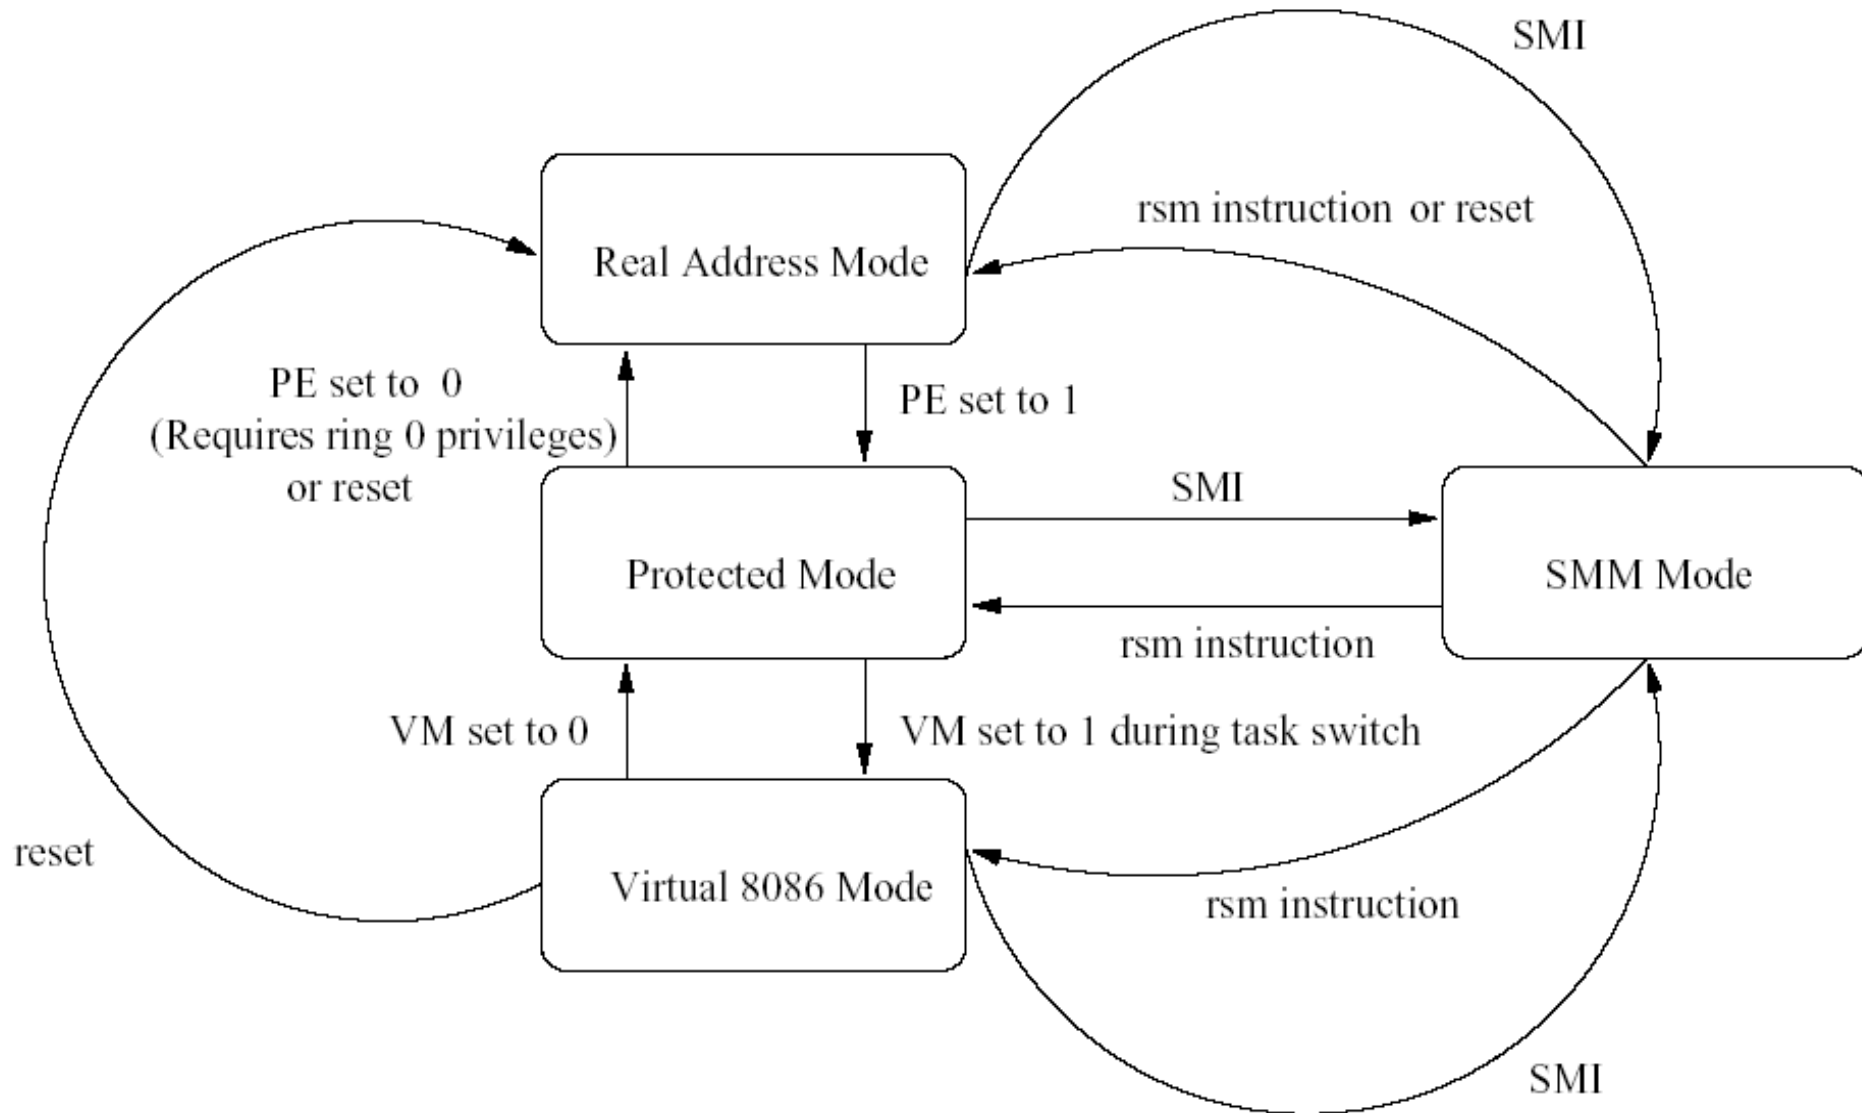 SMI
rsm instruction or reset
Real Address Mode
PE set to 0
(Requires ring 0 privileges)
or reset
PE set to 1
SMI
Protected Mode
SMM Mode
rsm instruction
VM set to 0
VM set to 1 during task switch
reset
Virtual 8086 Mode
rsm instruction
SMI